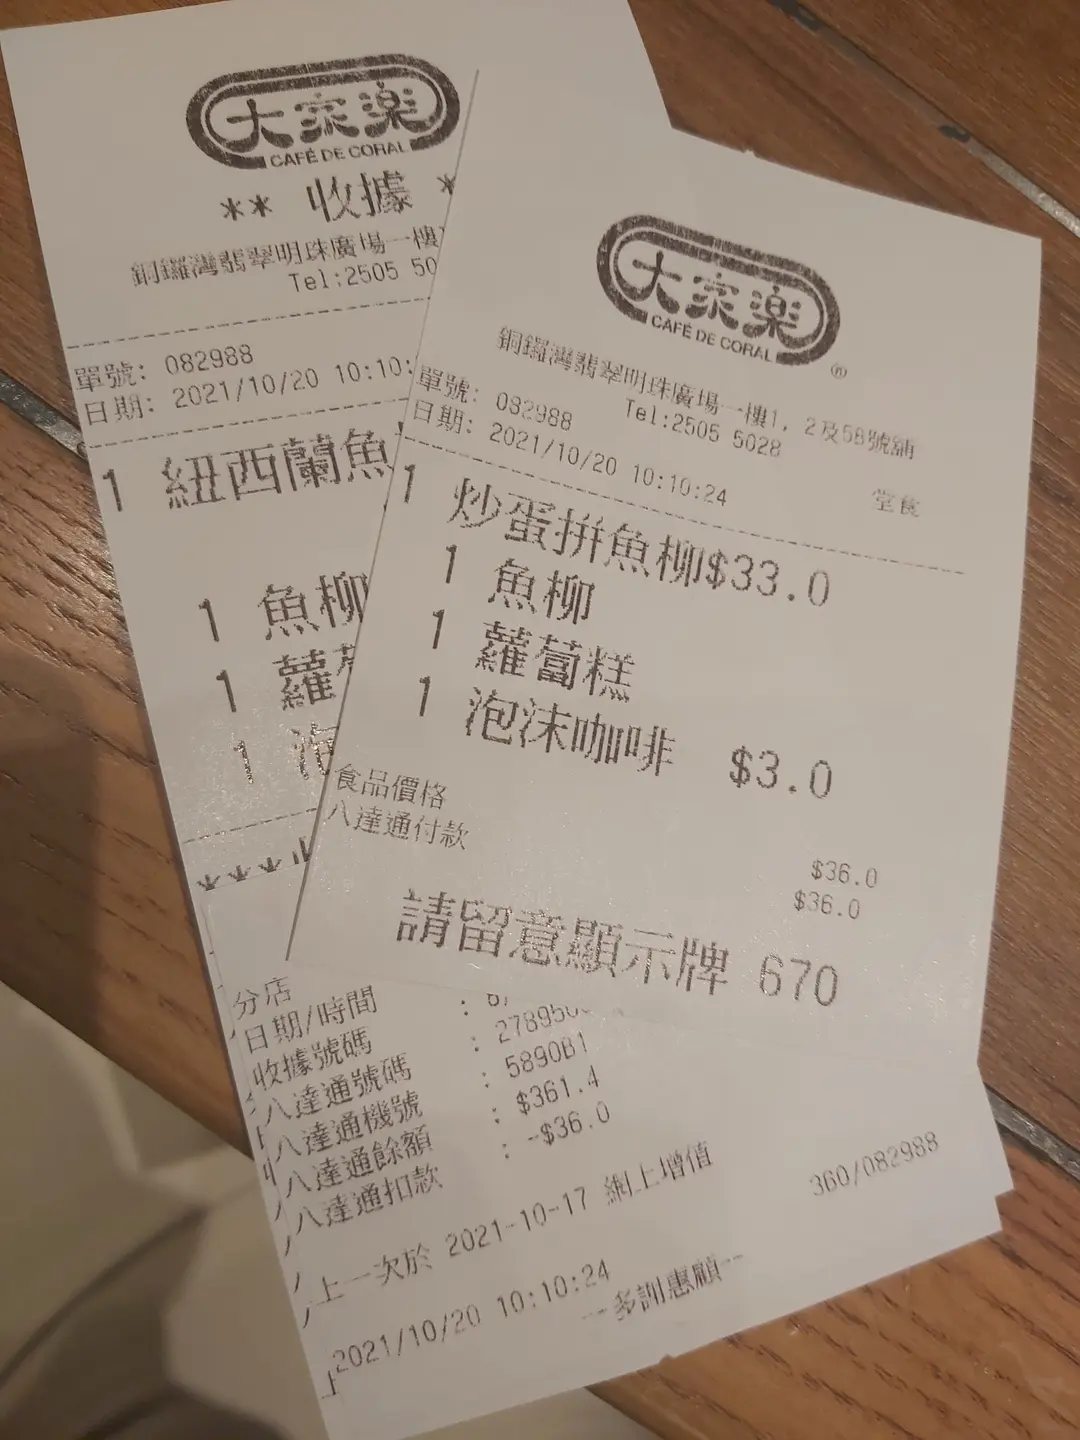 大家樂
CAFÉ DE CORAL
** 收據 *
銅鑼灣翡翠明珠廣場一樓
Tel:2505 50
單號: 082988
日期: 2021/10/20 10:10:
1 紐西蘭魚
1 魚柳
1 蘿蔔
1 泡
****
分店
日期/時間
收據號碼
八達通號碼 : 278950
八達通機號 : 5890B1
八達通餘額 : $361.4
八達通扣款 : -$36.0
上一次於 2021-10-17 網上增值
360/082988
2021/10/20 10:10:24
--多謝惠顧--
大家樂
CAFÉ DE CORAL
®
銅鑼灣翡翠明珠廣場一樓1, 2及58號舖
Tel:2505 5028
單號: 082988
日期: 2021/10/20 10:10:24 堂食
1 炒蛋拼魚柳$33.0
1 魚柳
1 蘿蔔糕
1 泡沫咖啡 $3.0
食品價格 $36.0
八達通付款 $36.0
請留意顯示牌 670